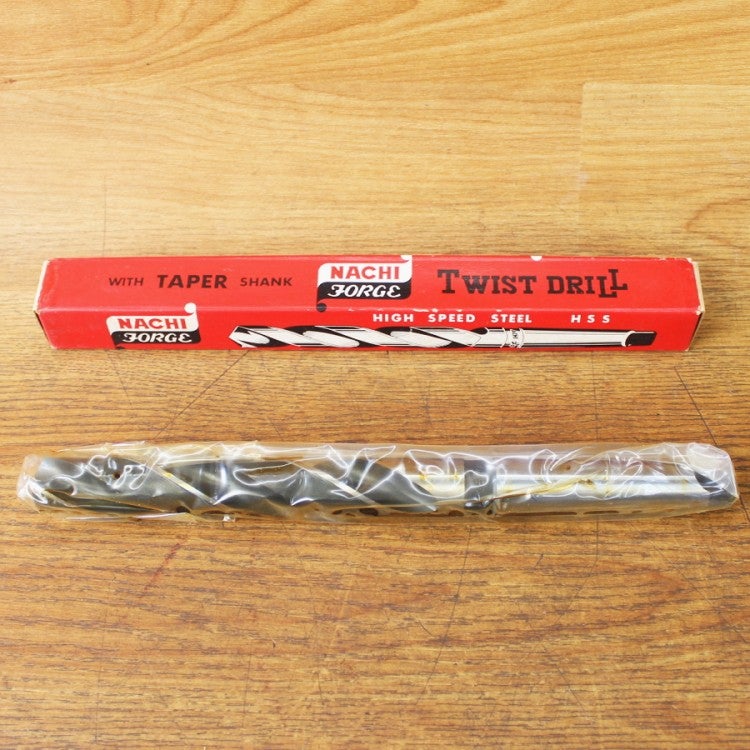 WITH TAPER SHANK
NACHI
FORGE
TWIST DRILL
HIGH SPEED STEEL HSS
NACHI
FORGE